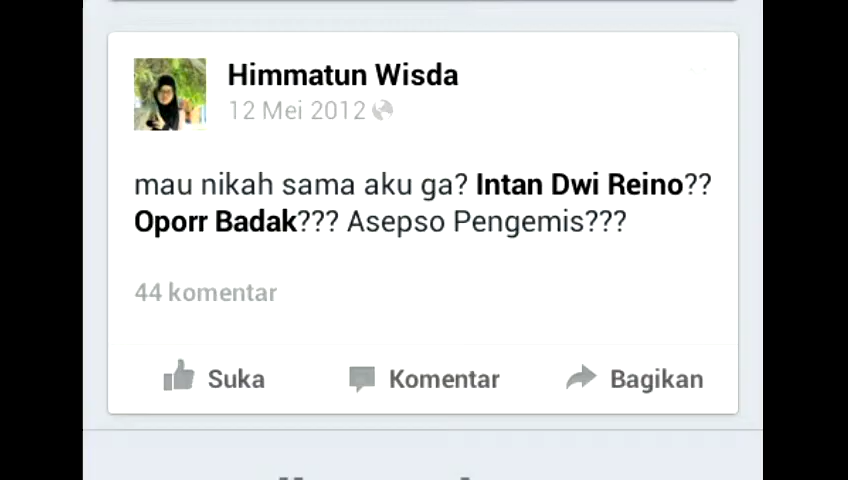 Himmatun Wisda
12 Mei 2012
mau nikah sama aku ga? Intan Dwi Reino??
Oporr Badak??? Asepso Pengemis???
44 komentar
Suka Komentar Bagikan